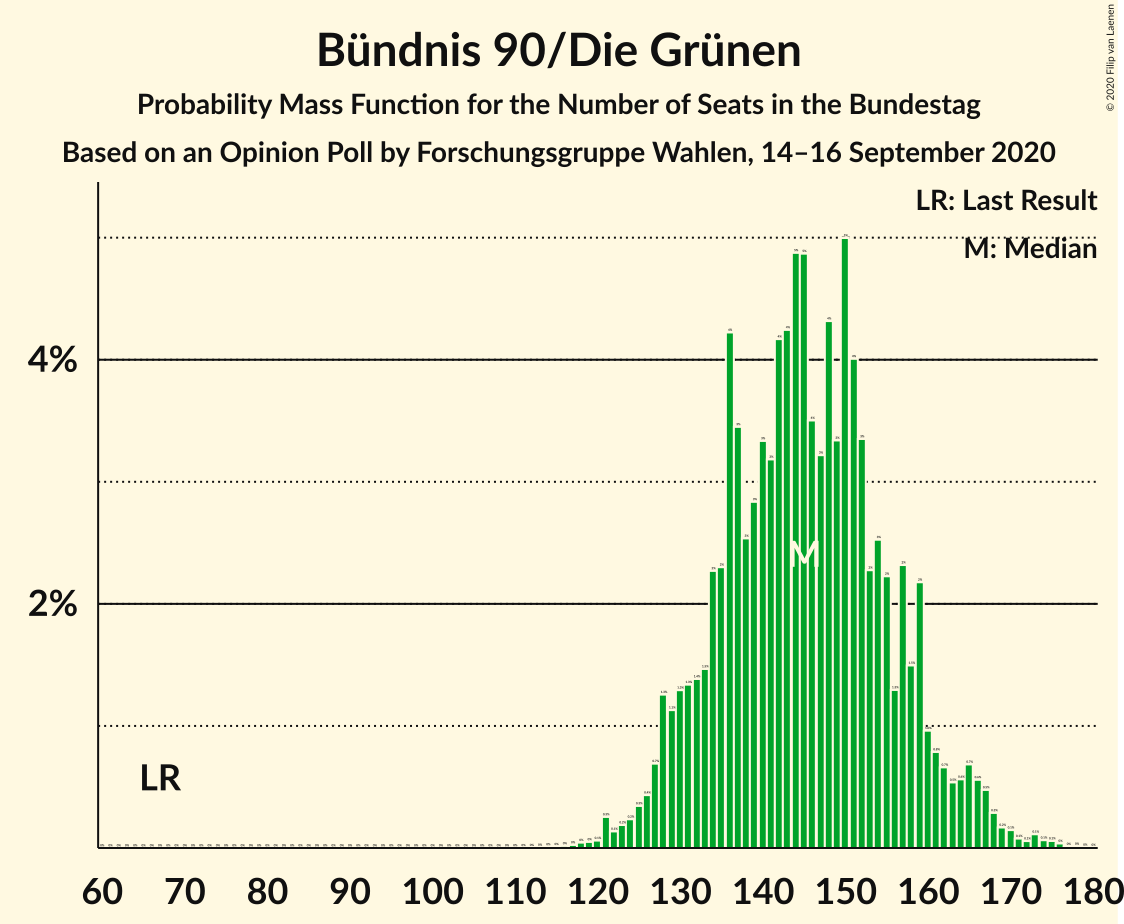 Bündnis 90/Die Grünen
Probability Mass Function for the Number of Seats in the Bundestag
Based on an Opinion Poll by Forschungsgruppe Wahlen, 14–16 September 2020
© 2020 Filip van Laenen
LR: Last Result
M: Median
4%
2%
M
LR
60 70 80 90 100 110 120 130 140 150 160 170 180